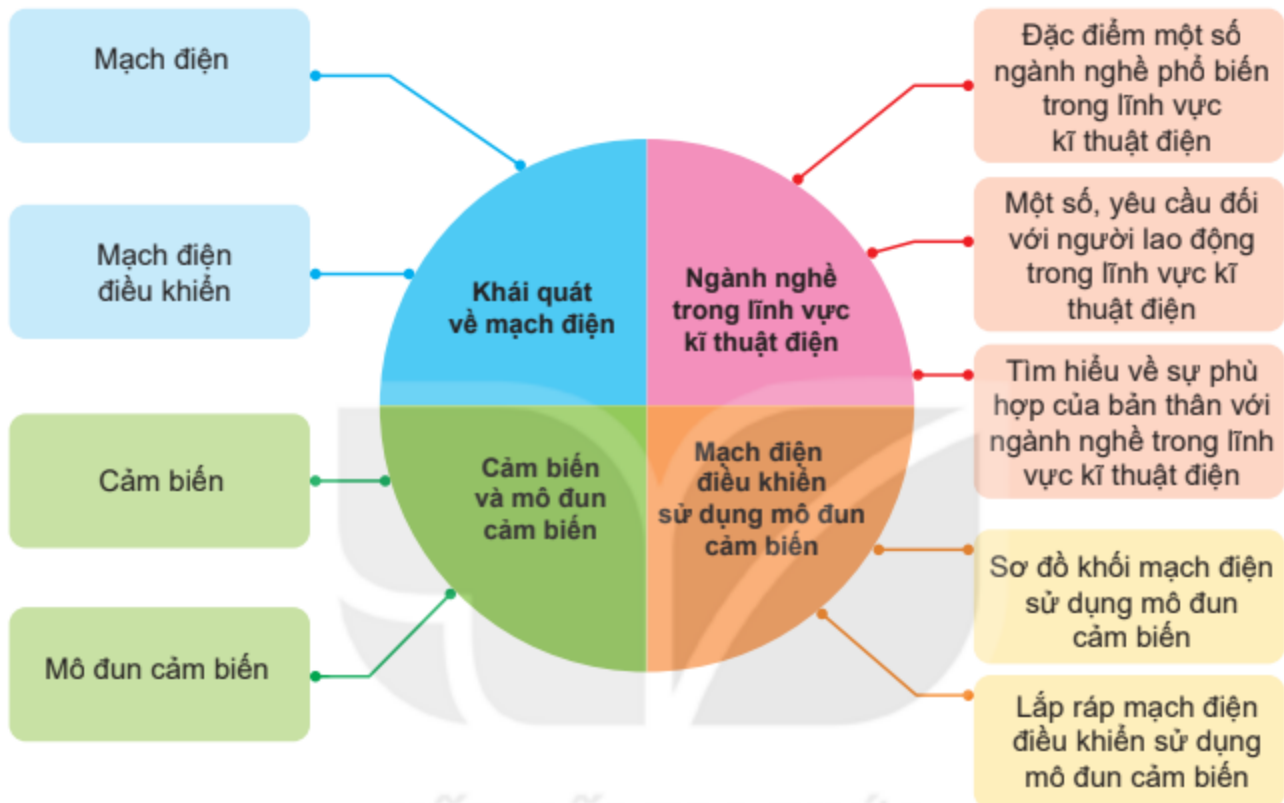 Mạch điện
Mạch điện
điều khiển
Cảm biến
Mô đun cảm biến
Khái quát
về mạch điện
Ngành nghề
trong lĩnh vực
kĩ thuật điện
Cảm biến
và mô đun
cảm biến
Mạch điện
điều khiển
sử dụng mô đun
cảm biến
Đặc điểm một số
ngành nghề phổ biến
trong lĩnh vực
kĩ thuật điện
Một số, yêu cầu đối
với người lao động
trong lĩnh vực kĩ
thuật điện
Tìm hiểu về sự phù
hợp của bản thân với
ngành nghề trong lĩnh
vực kĩ thuật điện
Sơ đồ khối mạch điện
sử dụng mô đun
cảm biến
Lắp ráp mạch điện
điều khiển sử dụng
mô đun cảm biến